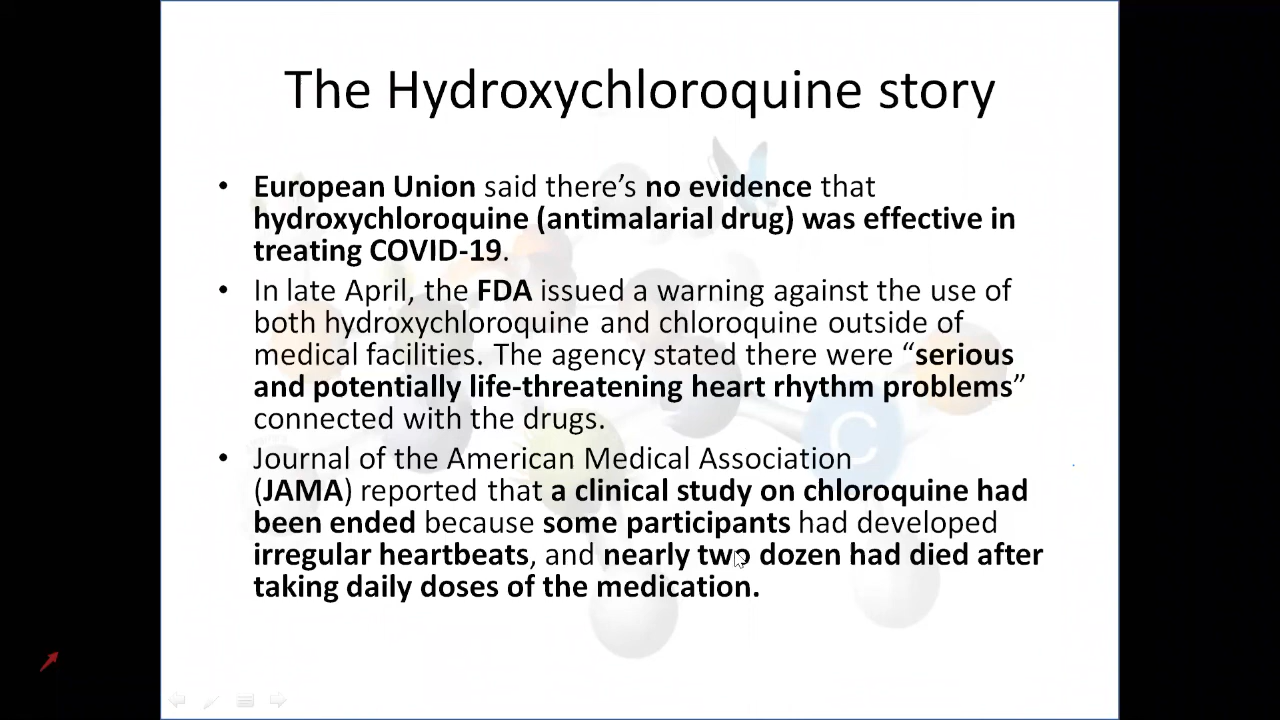 The Hydroxychloroquine story
• European Union said there’s no evidence that
hydroxychloroquine (antimalarial drug) was effective in
treating COVID-19.
• In late April, the FDA issued a warning against the use of
both hydroxychloroquine and chloroquine outside of
medical facilities. The agency stated there were “serious
and potentially life-threatening heart rhythm problems”
connected with the drugs.
• Journal of the American Medical Association
(JAMA) reported that a clinical study on chloroquine had
been ended because some participants had developed
irregular heartbeats, and nearly two dozen had died after
taking daily doses of the medication.
C